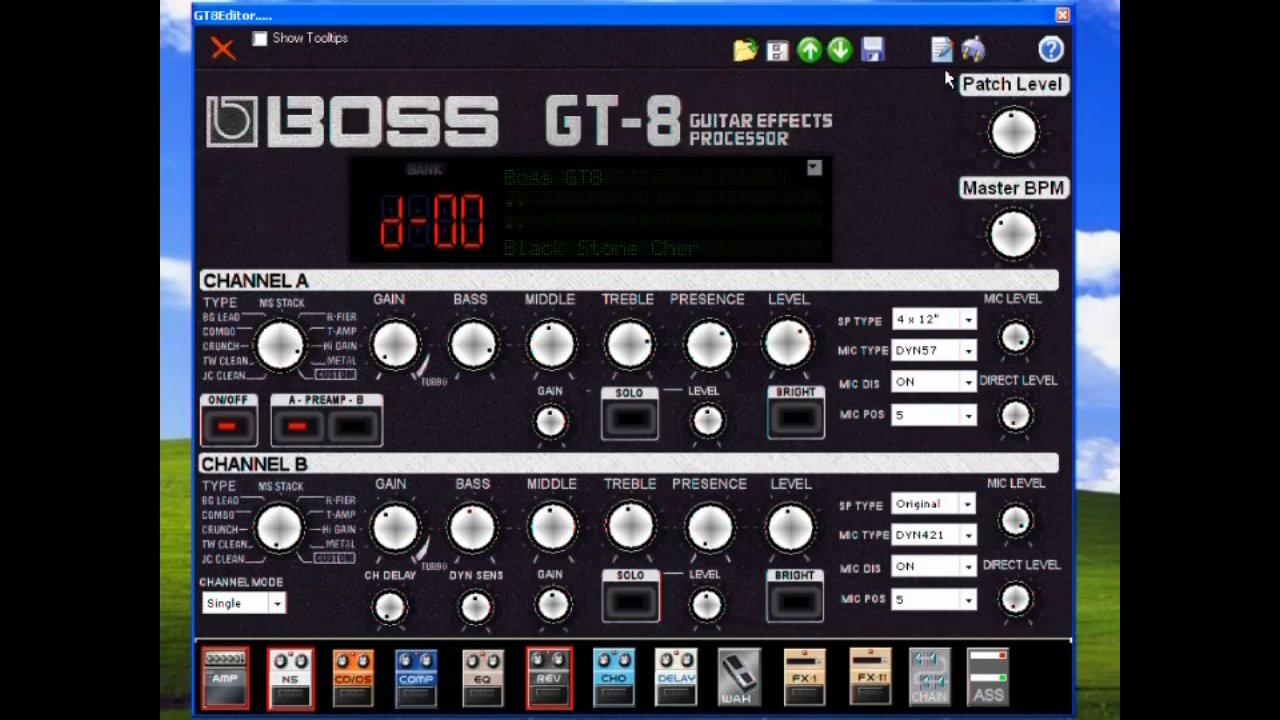 GT8Editor.....
Show Tooltips
Patch Level
BOSS GT-8 GUITAR EFFECTS PROCESSOR
Master BPM
BANK
d-00
Boss GT8
Black Stone Cher
CHANNEL A
TYPE MS STACK GAIN BASS MIDDLE TREBLE PRESENCE LEVEL MIC LEVEL
BG LEAD R-FIER
COMBO T-AMP
CRUNCH Hi GAIN
TW CLEAN METAL
JC CLEAN CUSTOM
TURBO
SP TYPE 4 x 12"
MIC TYPE DYN57
MIC DIS ON DIRECT LEVEL
MIC POS 5
ON/OFF A - PREAMP - B GAIN SOLO LEVEL BRIGHT
CHANNEL B
TYPE MS STACK GAIN BASS MIDDLE TREBLE PRESENCE LEVEL MIC LEVEL
BG LEAD R-FIER
COMBO T-AMP
CRUNCH Hi GAIN
TW CLEAN METAL
JC CLEAN CUSTOM
TURBO
SP TYPE Original
MIC TYPE DYN421
MIC DIS ON DIRECT LEVEL
MIC POS 5
CHANNEL MODE CH DELAY DYN SENS GAIN SOLO LEVEL BRIGHT
Single
AMP NS OD/DS COMP EQ REV CHO DELAY WAH FX-1 FX-11 CHAIN ASS